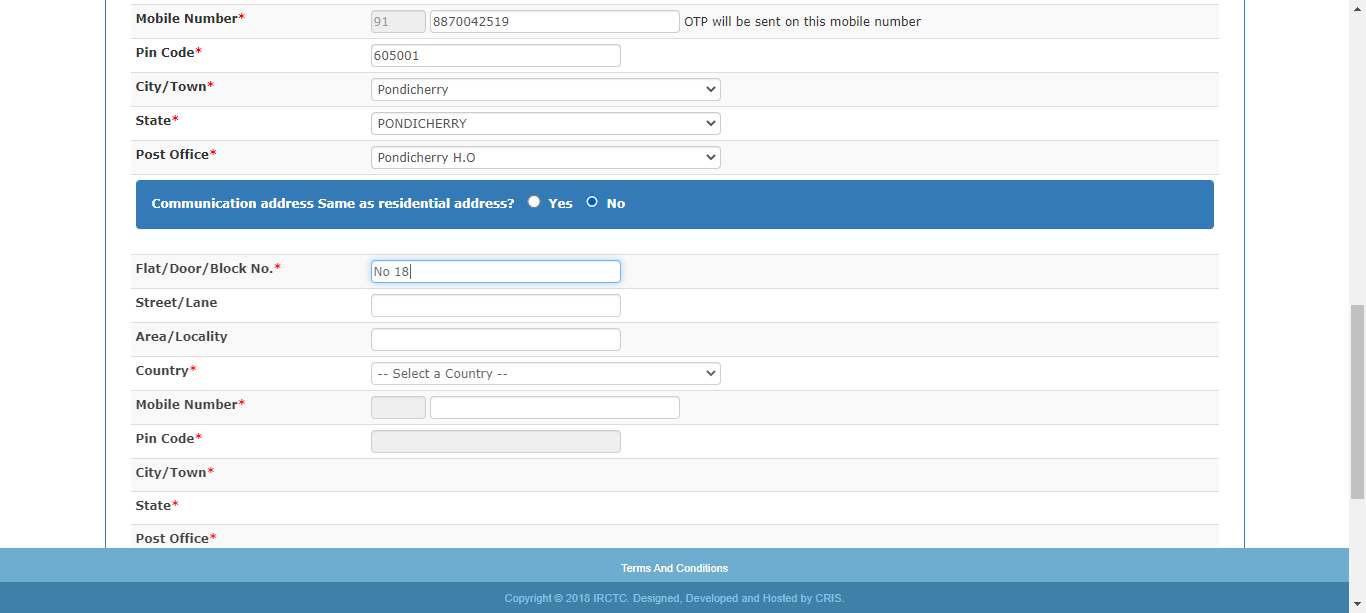 Mobile Number* 91 8870042519 OTP will be sent on this mobile number
Pin Code* 605001
City/Town* Pondicherry
State* PONDICHERRY
Post Office* Pondicherry H.O
Communication address Same as residential address? Yes No
Flat/Door/Block No.* No 18
Street/Lane
Area/Locality
Country* -- Select a Country --
Mobile Number*
Pin Code*
City/Town*
State*
Post Office*
Terms And Conditions
Copyright © 2018 IRCTC. Designed, Developed and Hosted by CRIS.